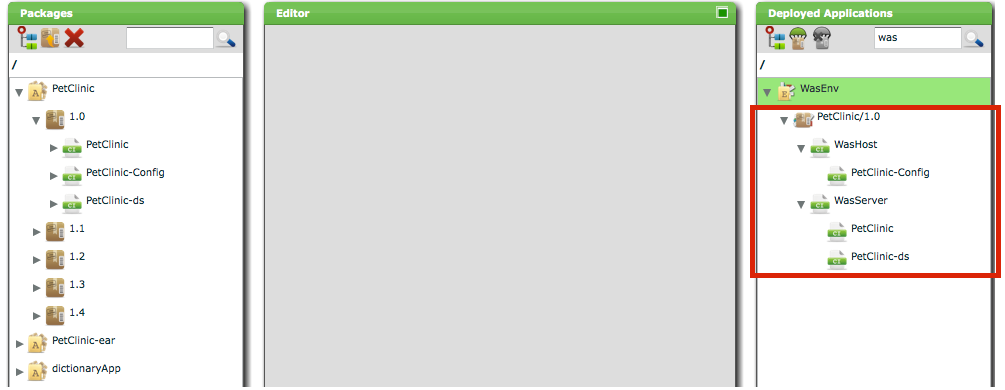 Packages
/
PetClinic
1.0
PetClinic
PetClinic-Config
PetClinic-ds
1.1
1.2
1.3
1.4
PetClinic-ear
dictionaryApp
Editor
Deployed Applications
was
/
WasEnv
PetClinic/1.0
WasHost
PetClinic-Config
WasServer
PetClinic
PetClinic-ds